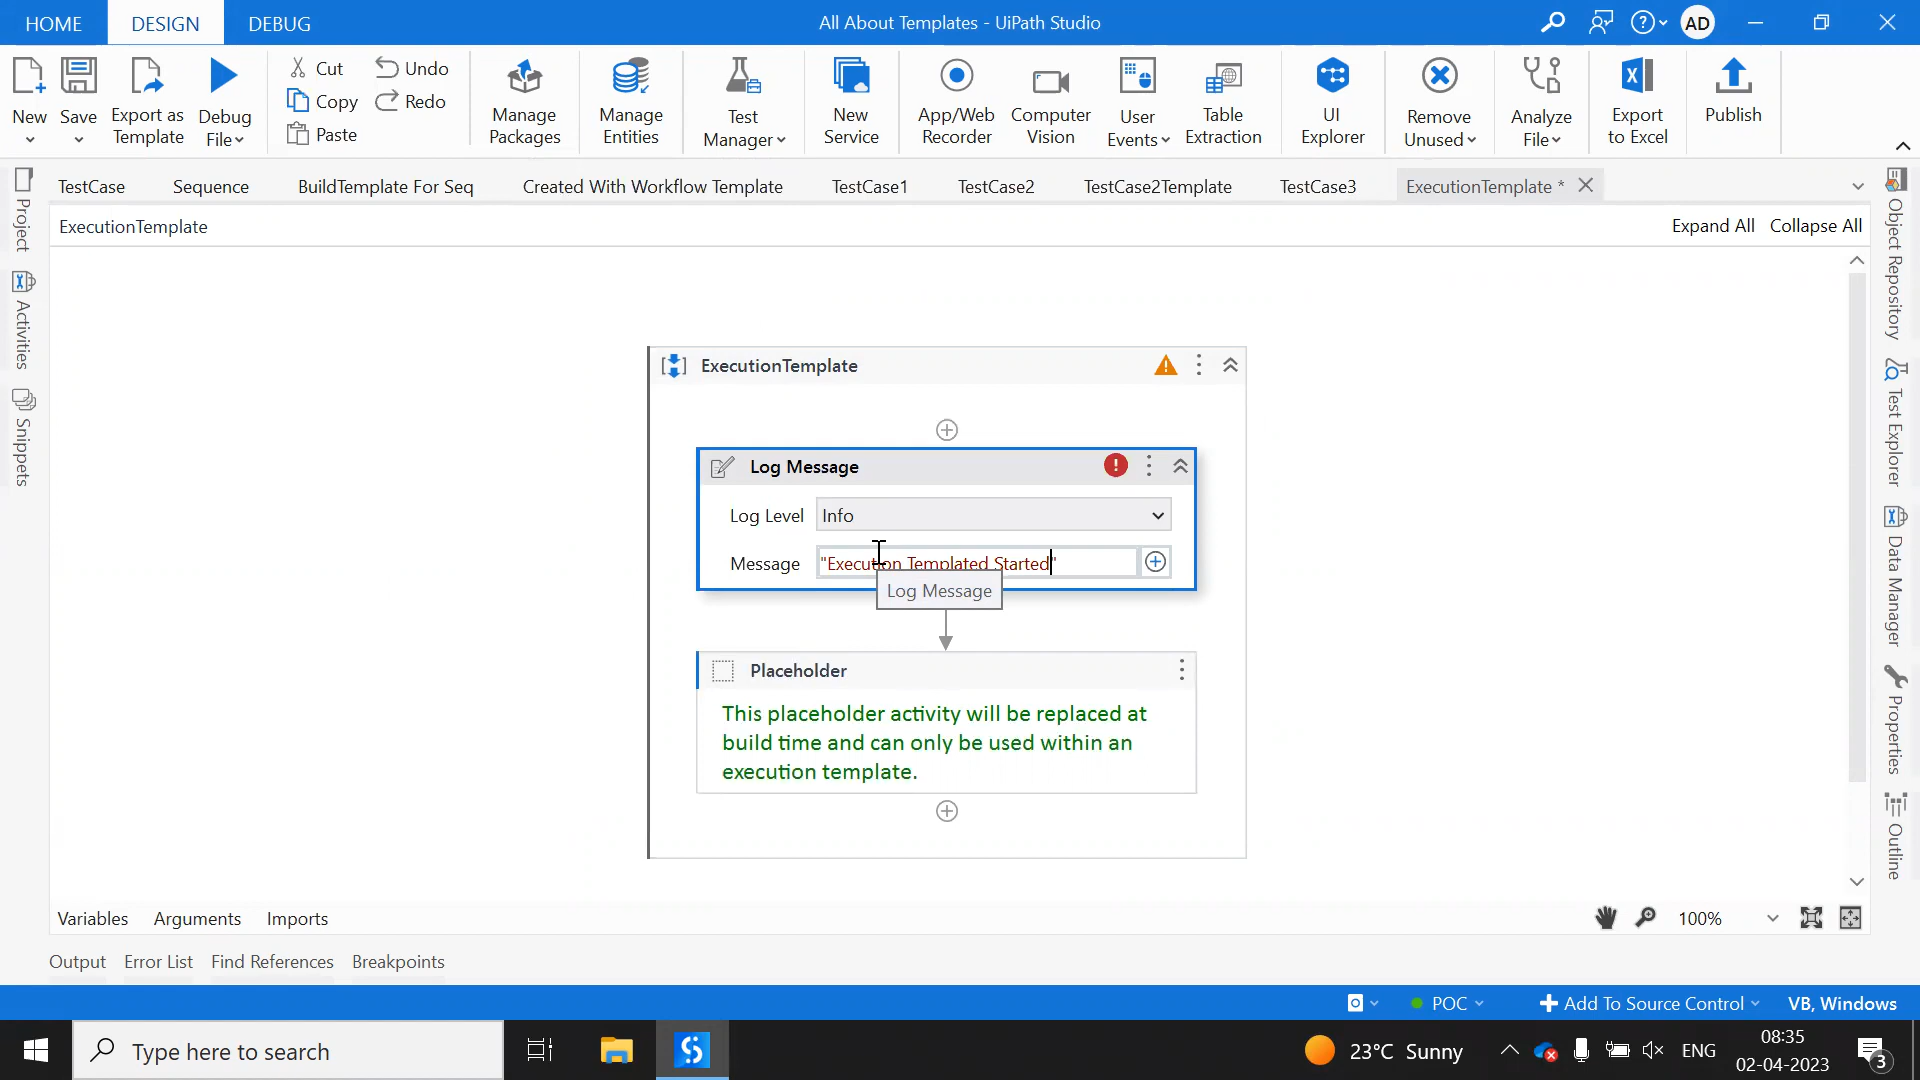 HOME
DESIGN
DEBUG
All About Templates - UiPath Studio
AD
New
Save
Export as
Template
Debug
File
Cut
Copy
Paste
Undo
Redo
Manage
Packages
Manage
Entities
Test
Manager
New
Service
App/Web
Recorder
Computer
Vision
User
Events
Table
Extraction
UI
Explorer
Remove
Unused
Analyze
File
Export
to Excel
Publish
TestCase
Sequence
BuildTemplate For Seq
Created With Workflow Template
TestCase1
TestCase2
TestCase2Template
TestCase3
ExecutionTemplate *
ExecutionTemplate
Expand All
Collapse All
Project
Activities
Snippets
Object Repository
Test Explorer
Data Manager
Properties
Outline
ExecutionTemplate
Log Message
Log Level
Info
Message
"Execution Templated Started"
Log Message
Placeholder
This placeholder activity will be replaced at
build time and can only be used within an
execution template.
Variables
Arguments
Imports
100%
Output
Error List
Find References
Breakpoints
POC
Add To Source Control
VB, Windows
Type here to search
23°C Sunny
ENG
08:35
02-04-2023
3